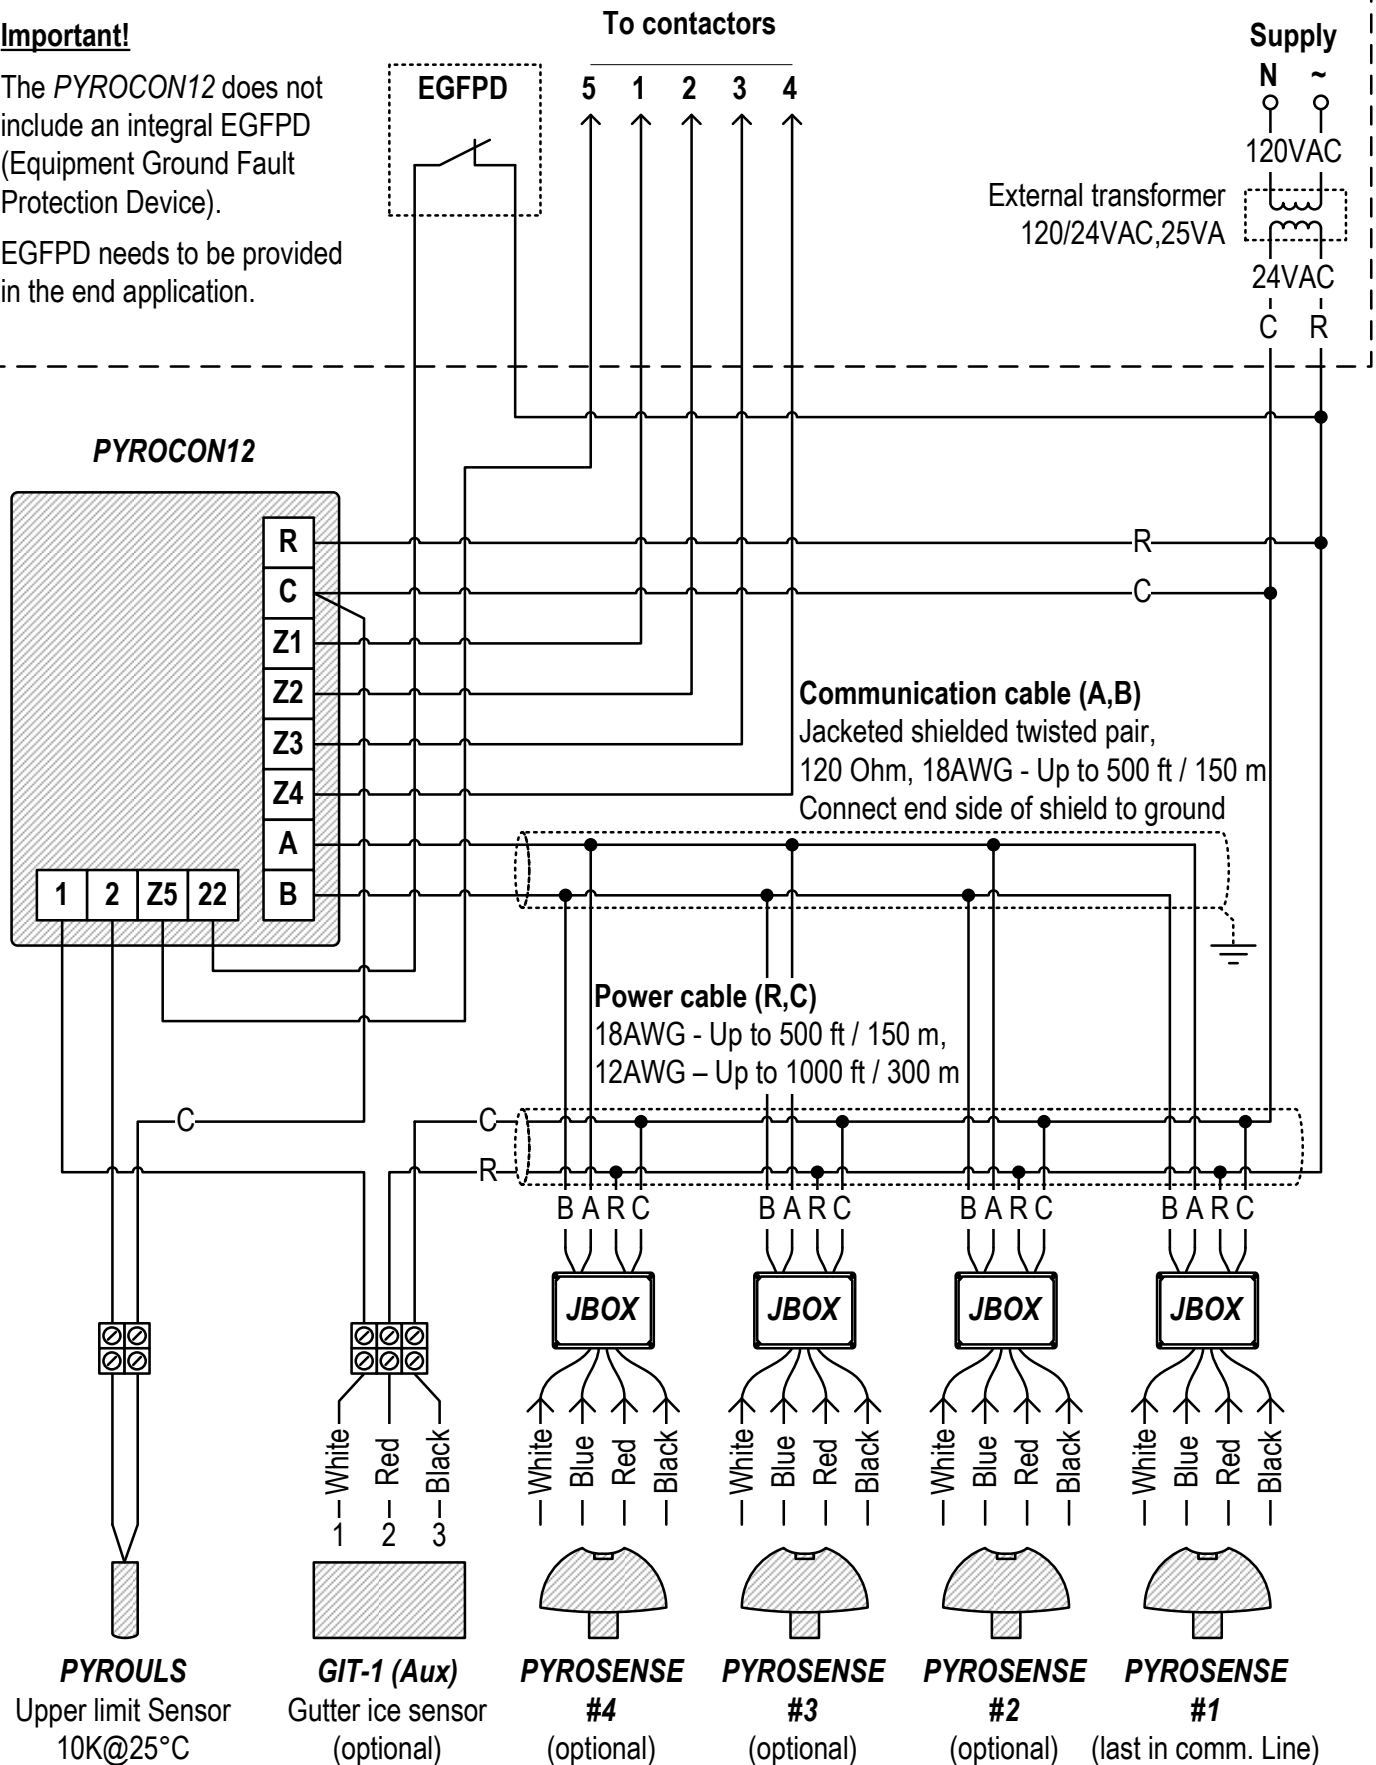 Important!
The PYROCON12 does not
include an integral EGFPD
(Equipment Ground Fault
Protection Device).
EGFPD needs to be provided
in the end application.
EGFPD
To contactors
5 1 2 3 4
Supply
N ~
120VAC
External transformer
120/24VAC,25VA
24VAC
C R
PYROCON12
R
C
Z1
Z2
Z3
Z4
A
B
1 2 Z5 22
R
C
Communication cable (A,B)
Jacketed shielded twisted pair,
120 Ohm, 18AWG - Up to 500 ft / 150 m
Connect end side of shield to ground
Power cable (R,C)
18AWG - Up to 500 ft / 150 m,
12AWG – Up to 1000 ft / 300 m
C
C
R
B A R C
B A R C
B A R C
B A R C
JBOX
JBOX
JBOX
JBOX
White Red Black
1 2 3
White Blue Red Black
White Blue Red Black
White Blue Red Black
White Blue Red Black
PYROULS
Upper limit Sensor
10K@25°C
GIT-1 (Aux)
Gutter ice sensor
(optional)
PYROSENSE
#4
(optional)
PYROSENSE
#3
(optional)
PYROSENSE
#2
(optional)
PYROSENSE
#1
(last in comm. Line)